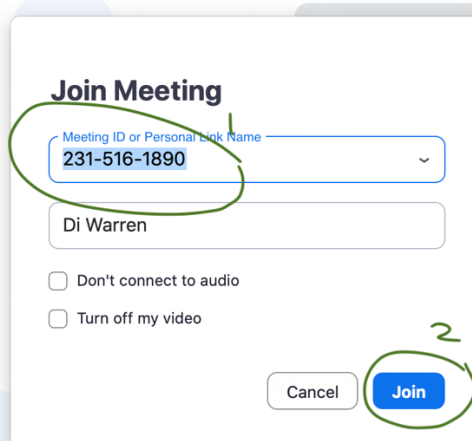 Join Meeting
1
Meeting ID or Personal Link Name
231-516-1890
Di Warren
Don't connect to audio
Turn off my video
2
Cancel Join